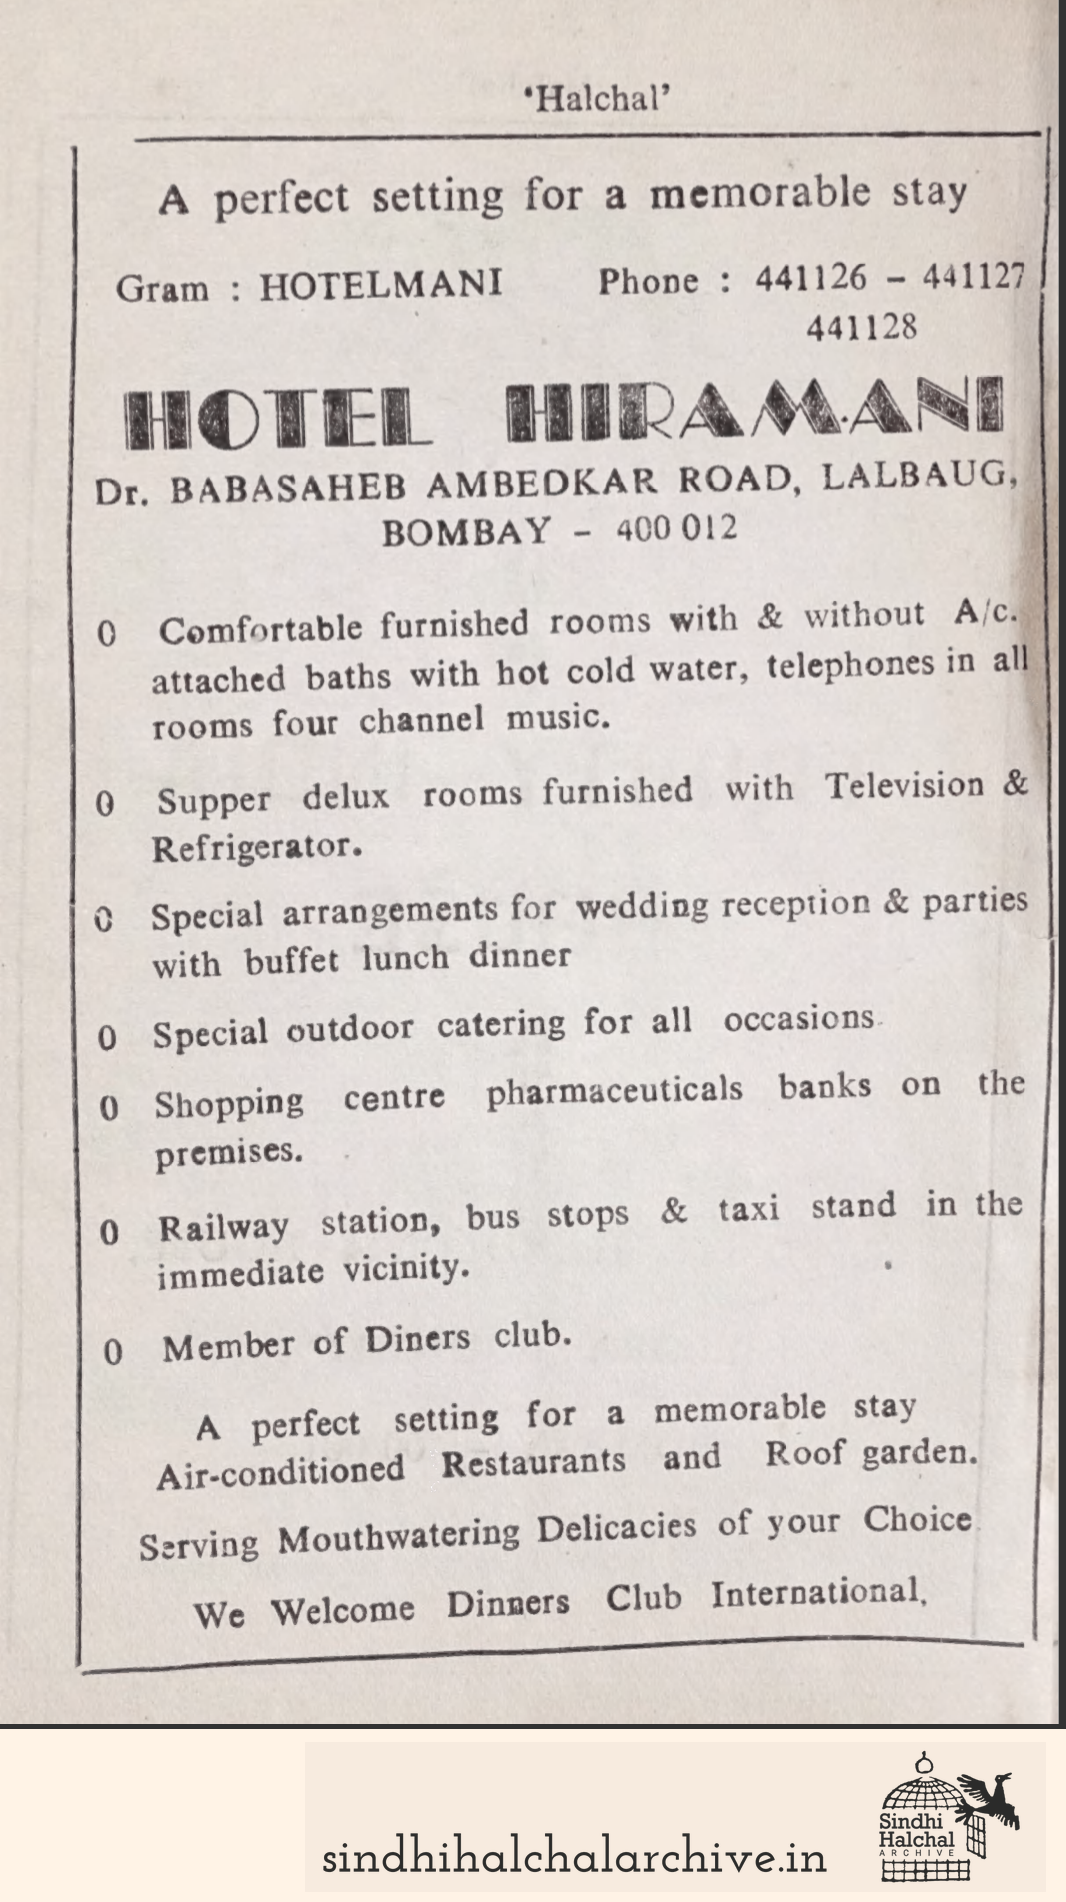 ‘Halchal’
A perfect setting for a memorable stay
Gram : HOTELMANI Phone : 441126 – 441127
441128
HOTEL HIRAMANI
Dr. BABASAHEB AMBEDKAR ROAD, LALBAUG,
BOMBAY – 400 012
0 Comfortable furnished rooms with & without A/c.
attached baths with hot cold water, telephones in all
rooms four channel music.
0 Supper delux rooms furnished with Television &
Refrigerator.
0 Special arrangements for wedding reception & parties
with buffet lunch dinner
0 Special outdoor catering for all occasions.
0 Shopping centre pharmaceuticals banks on the
premises.
0 Railway station, bus stops & taxi stand in the
immediate vicinity.
0 Member of Diners club.
A perfect setting for a memorable stay
Air-conditioned Restaurants and Roof garden.
Serving Mouthwatering Delicacies of your Choice.
We Welcome Dinners Club International,
sindhihalchalarchive.in
Sindhi
Halchal
ARCHIVE